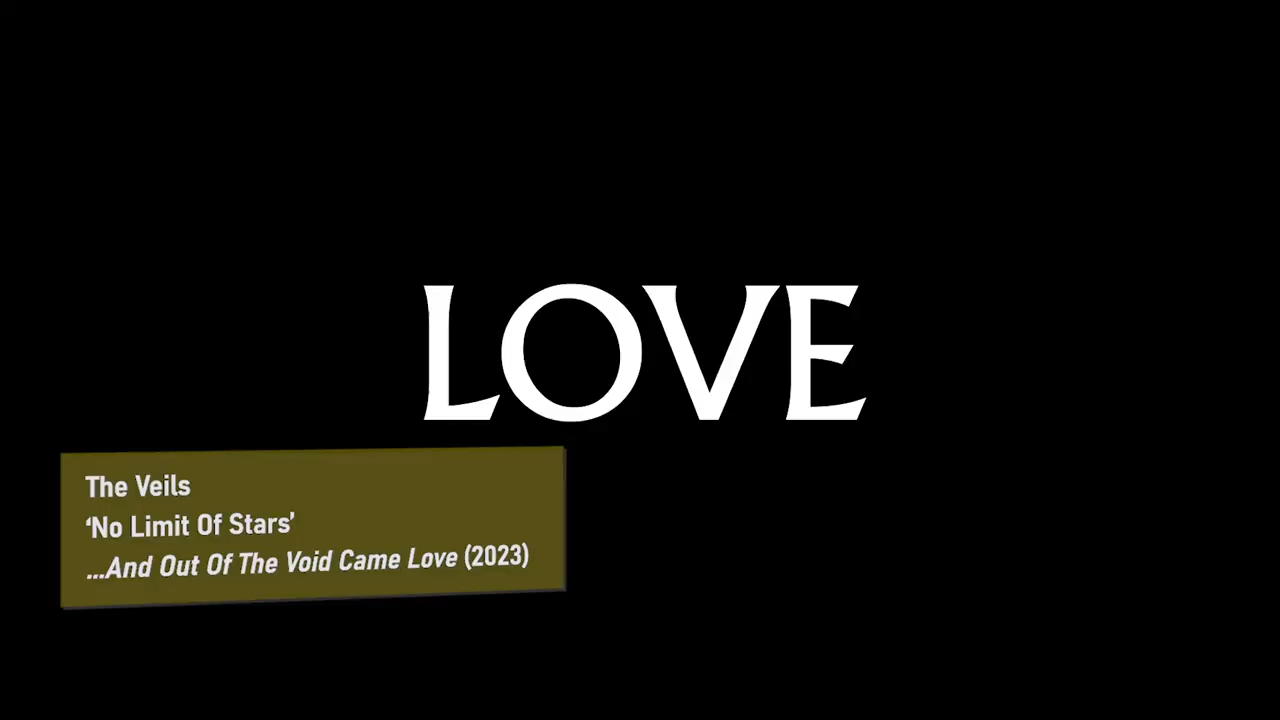 LOVE
The Veils
‘No Limit Of Stars’
...And Out Of The Void Came Love (2023)